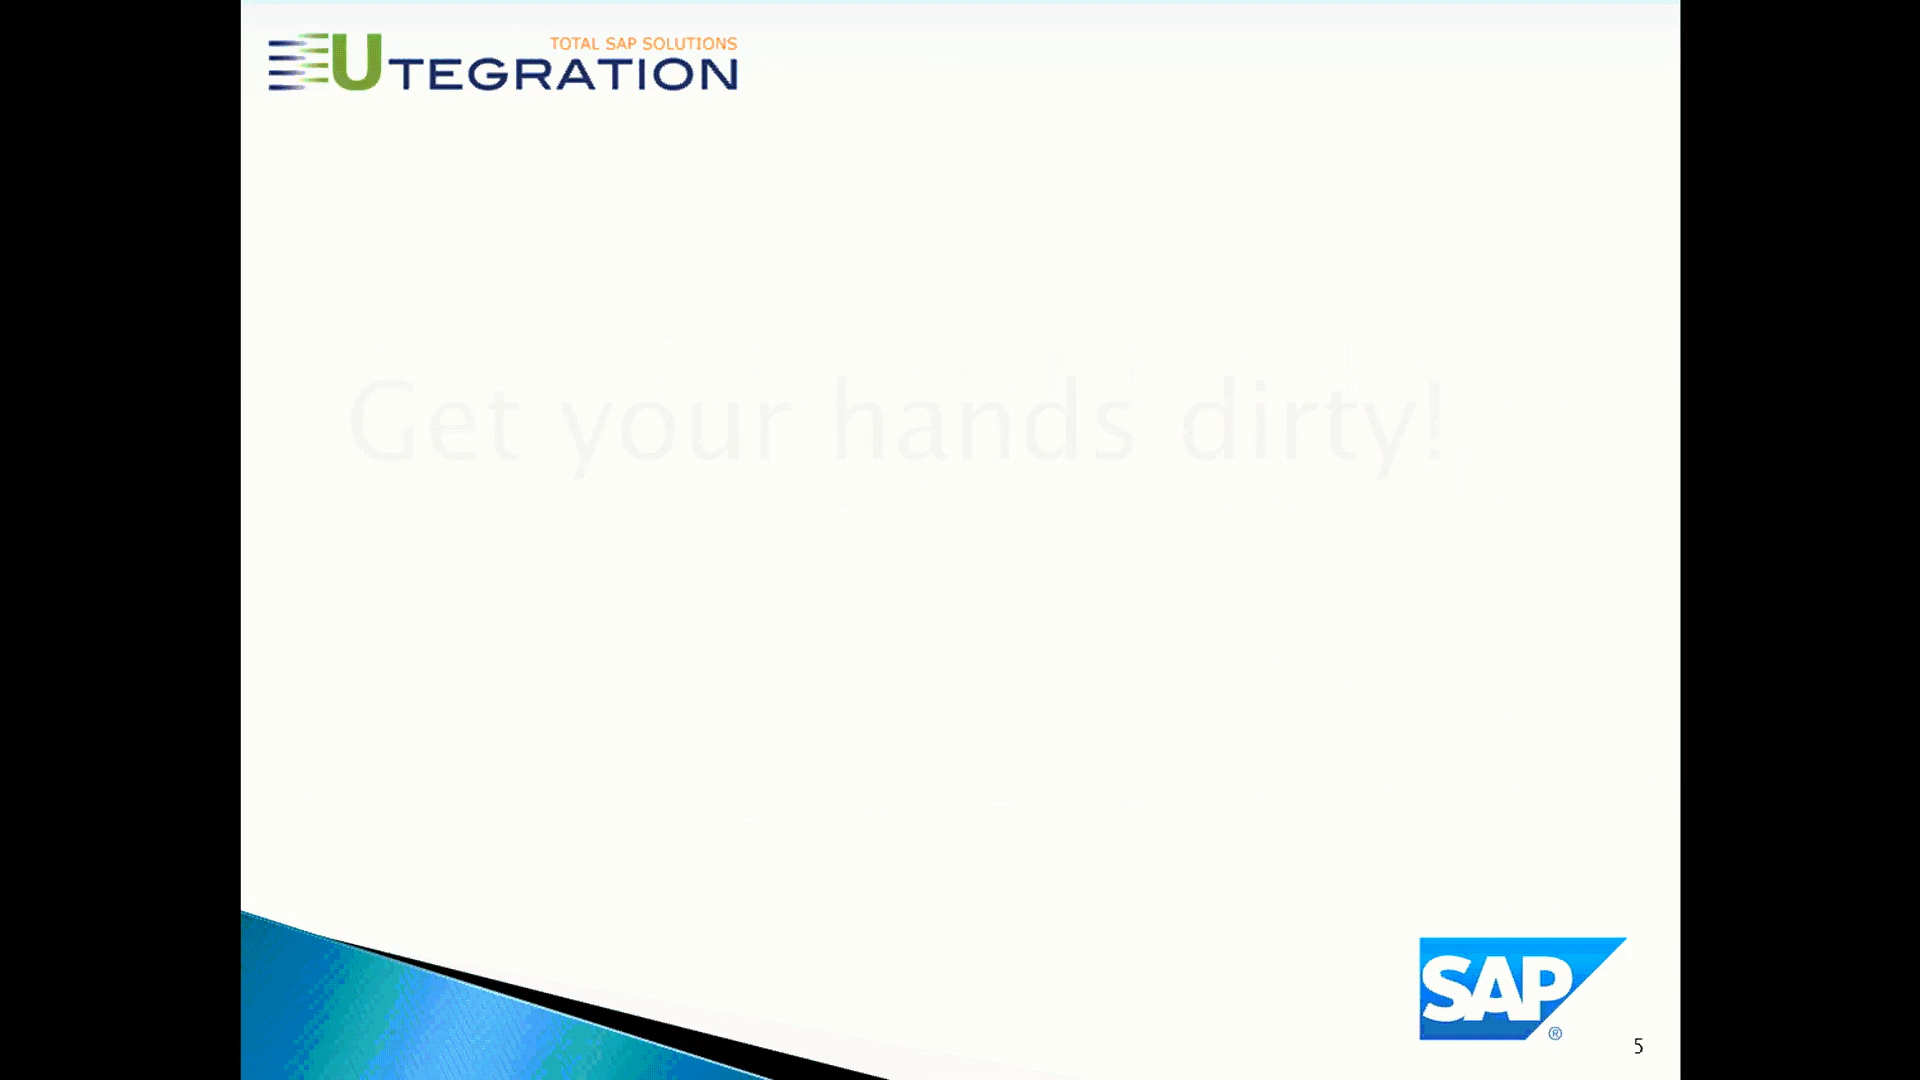 TOTAL SAP SOLUTIONS
UTEGRATION
Get your hands dirty!
SAP
®
5